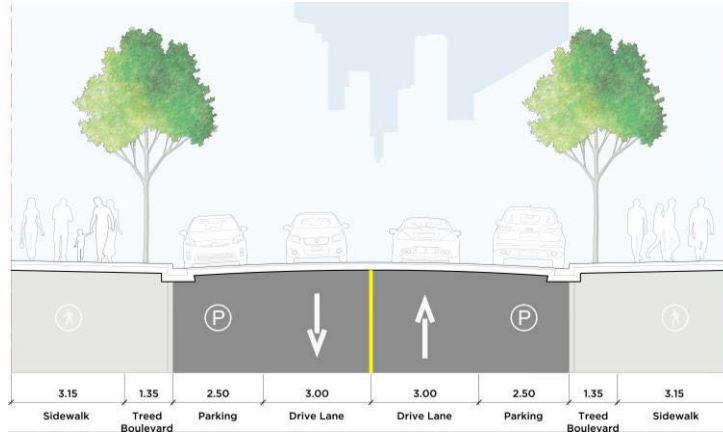 P
P
3.15 1.35 2.50 3.00 3.00 2.50 1.35 3.15
Sidewalk Treed Parking Drive Lane Drive Lane Parking Treed Sidewalk
Boulevard Boulevard